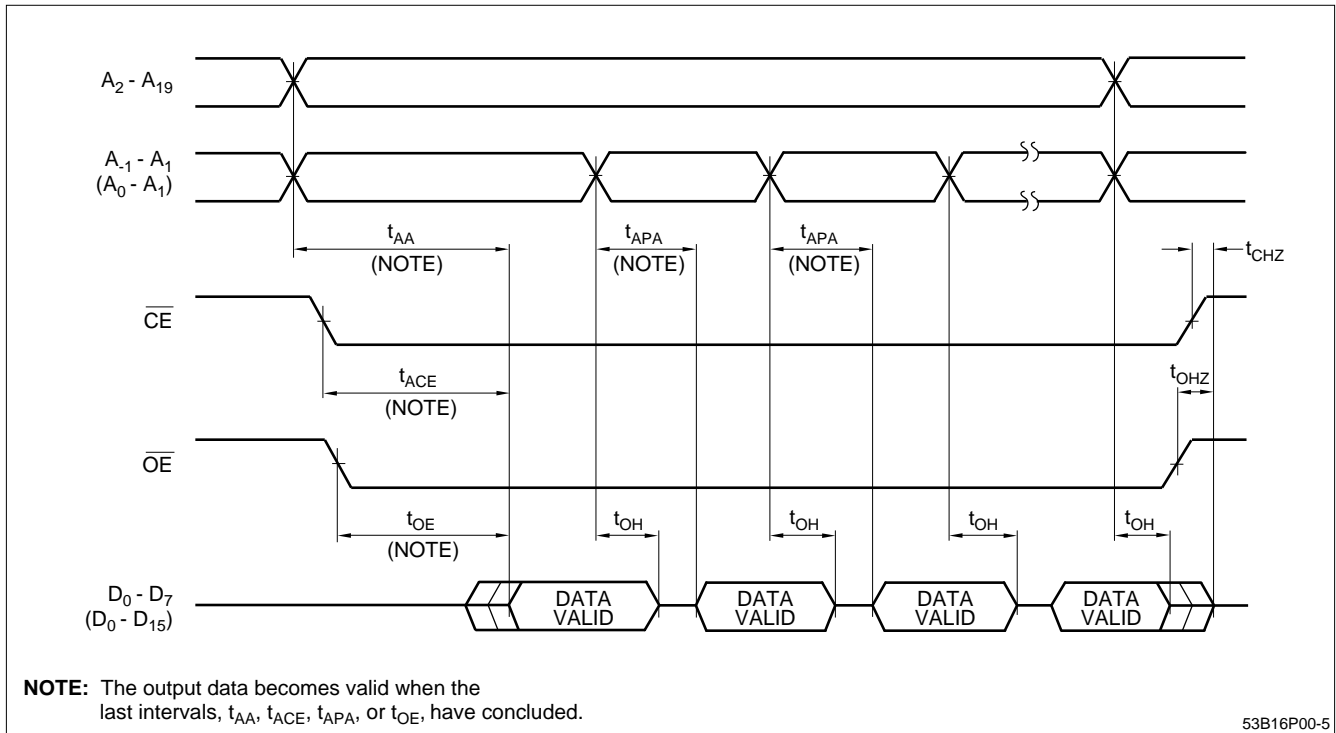 A2 - A19
A-1 - A1
(A0 - A1)
tAA
(NOTE)
tAPA
(NOTE)
tAPA
(NOTE)
tCHZ
CE
tACE
(NOTE)
tOHZ
OE
tOE
(NOTE)
tOH
tOH
tOH
tOH
D0 - D7
(D0 - D15)
DATA
VALID
DATA
VALID
DATA
VALID
DATA
VALID
NOTE: The output data becomes valid when the
last intervals, tAA, tACE, tAPA, or tOE, have concluded.
53B16P00-5